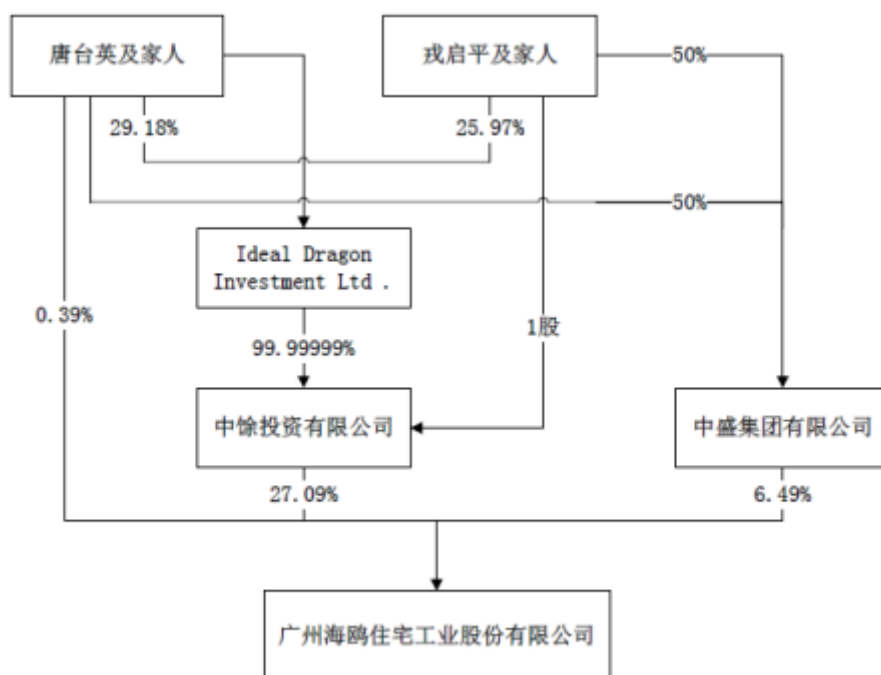 唐台英及家人
戎启平及家人
50%
29.18%
25.97%
50%
Ideal Dragon
Investment Ltd .
0.39%
1股
99.99999%
中馀投资有限公司
中盛集团有限公司
27.09%
6.49%
广州海鸥住宅工业股份有限公司